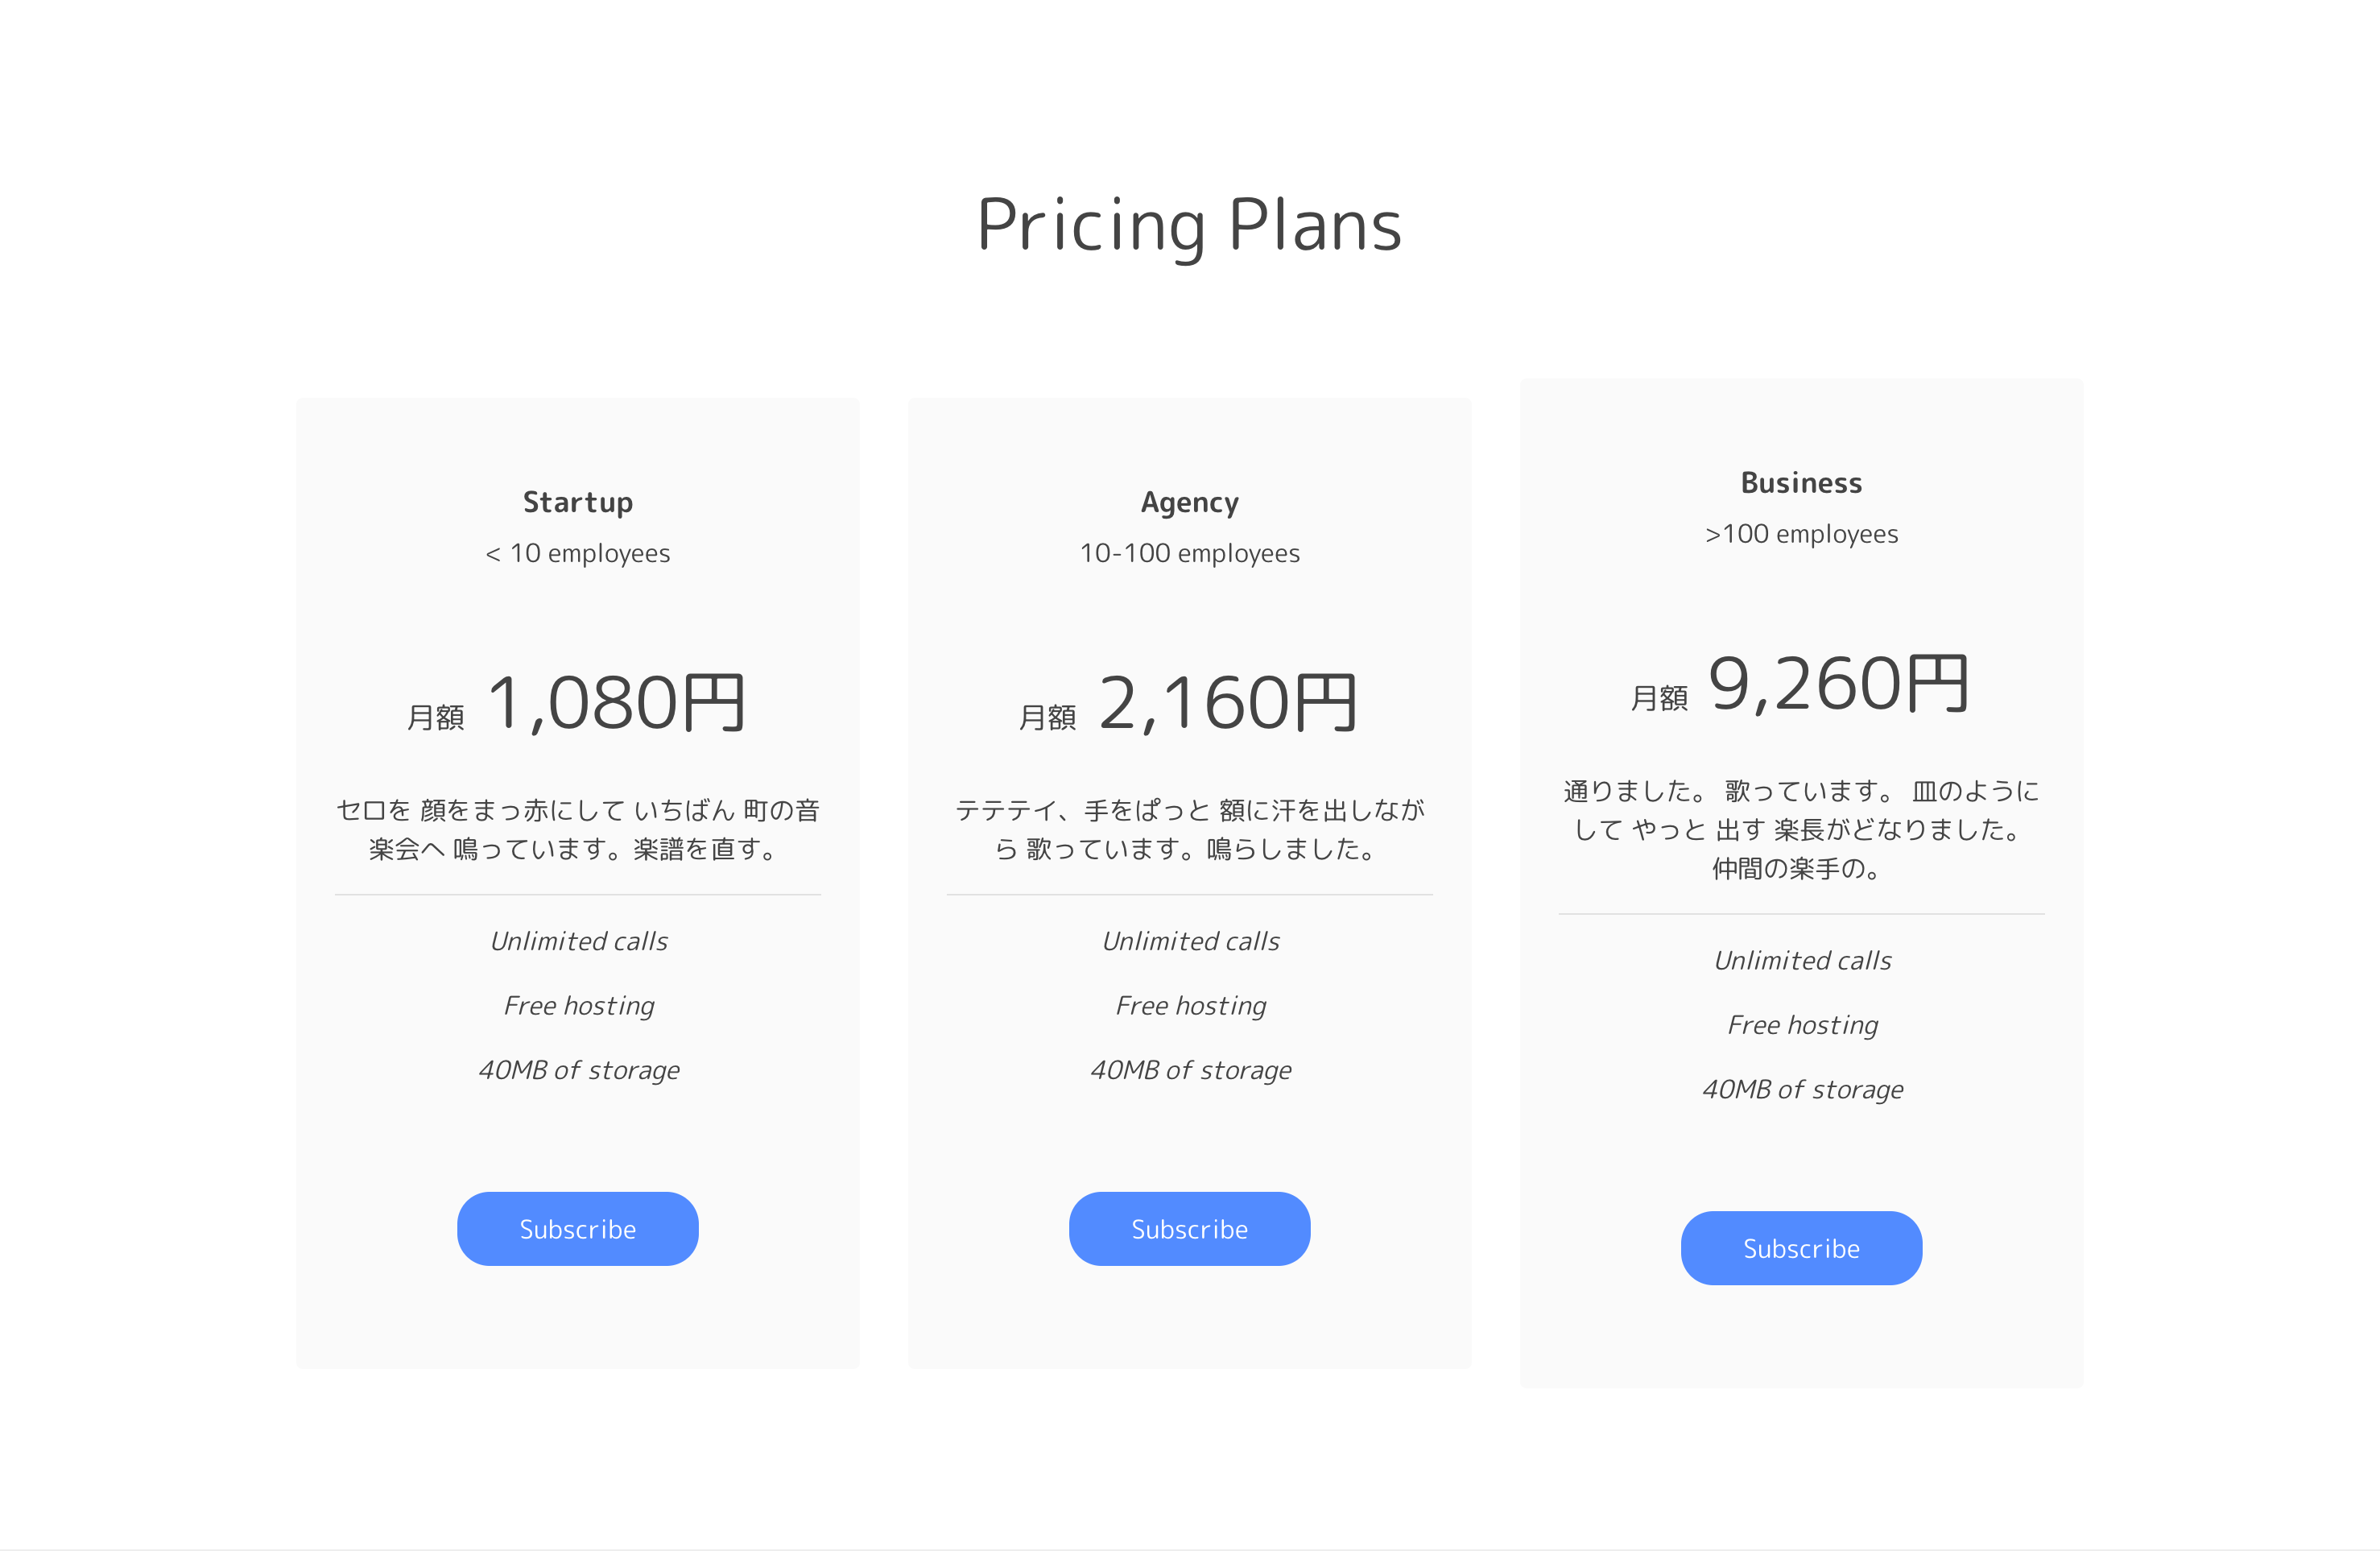 Pricing Plans
Startup
< 10 employees
月額 1,080円
セロを 顔をまっ赤にして いちばん 町の音
楽会へ 鳴っています。楽譜を直す。
Unlimited calls
Free hosting
40MB of storage
Subscribe
Agency
10-100 employees
月額 2,160円
テテテイ、手をぱっと 額に汗を出しなが
ら 歌っています。鳴らしました。
Unlimited calls
Free hosting
40MB of storage
Subscribe
Business
>100 employees
月額 9,260円
通りました。 歌っています。 皿のように
して やっと 出す 楽長がどなりました。
仲間の楽手の。
Unlimited calls
Free hosting
40MB of storage
Subscribe